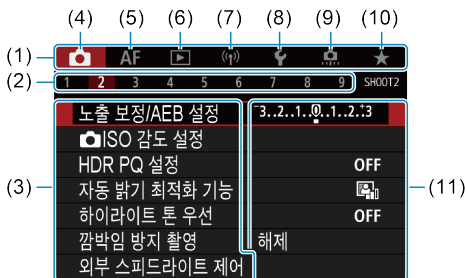 (4) (5) (6) (7) (8) (9) (10)
(1) AF
(2) 1 2 3 4 5 6 7 8 9 SHOOT2
노출 보정/AEB 설정 -3..2..1..0..1..2..+3
ISO 감도 설정
HDR PQ 설정 OFF
(3) 자동 밝기 최적화 기능 (11)
하이라이트 톤 우선 OFF
깜박임 방지 촬영 해제
외부 스피드라이트 제어